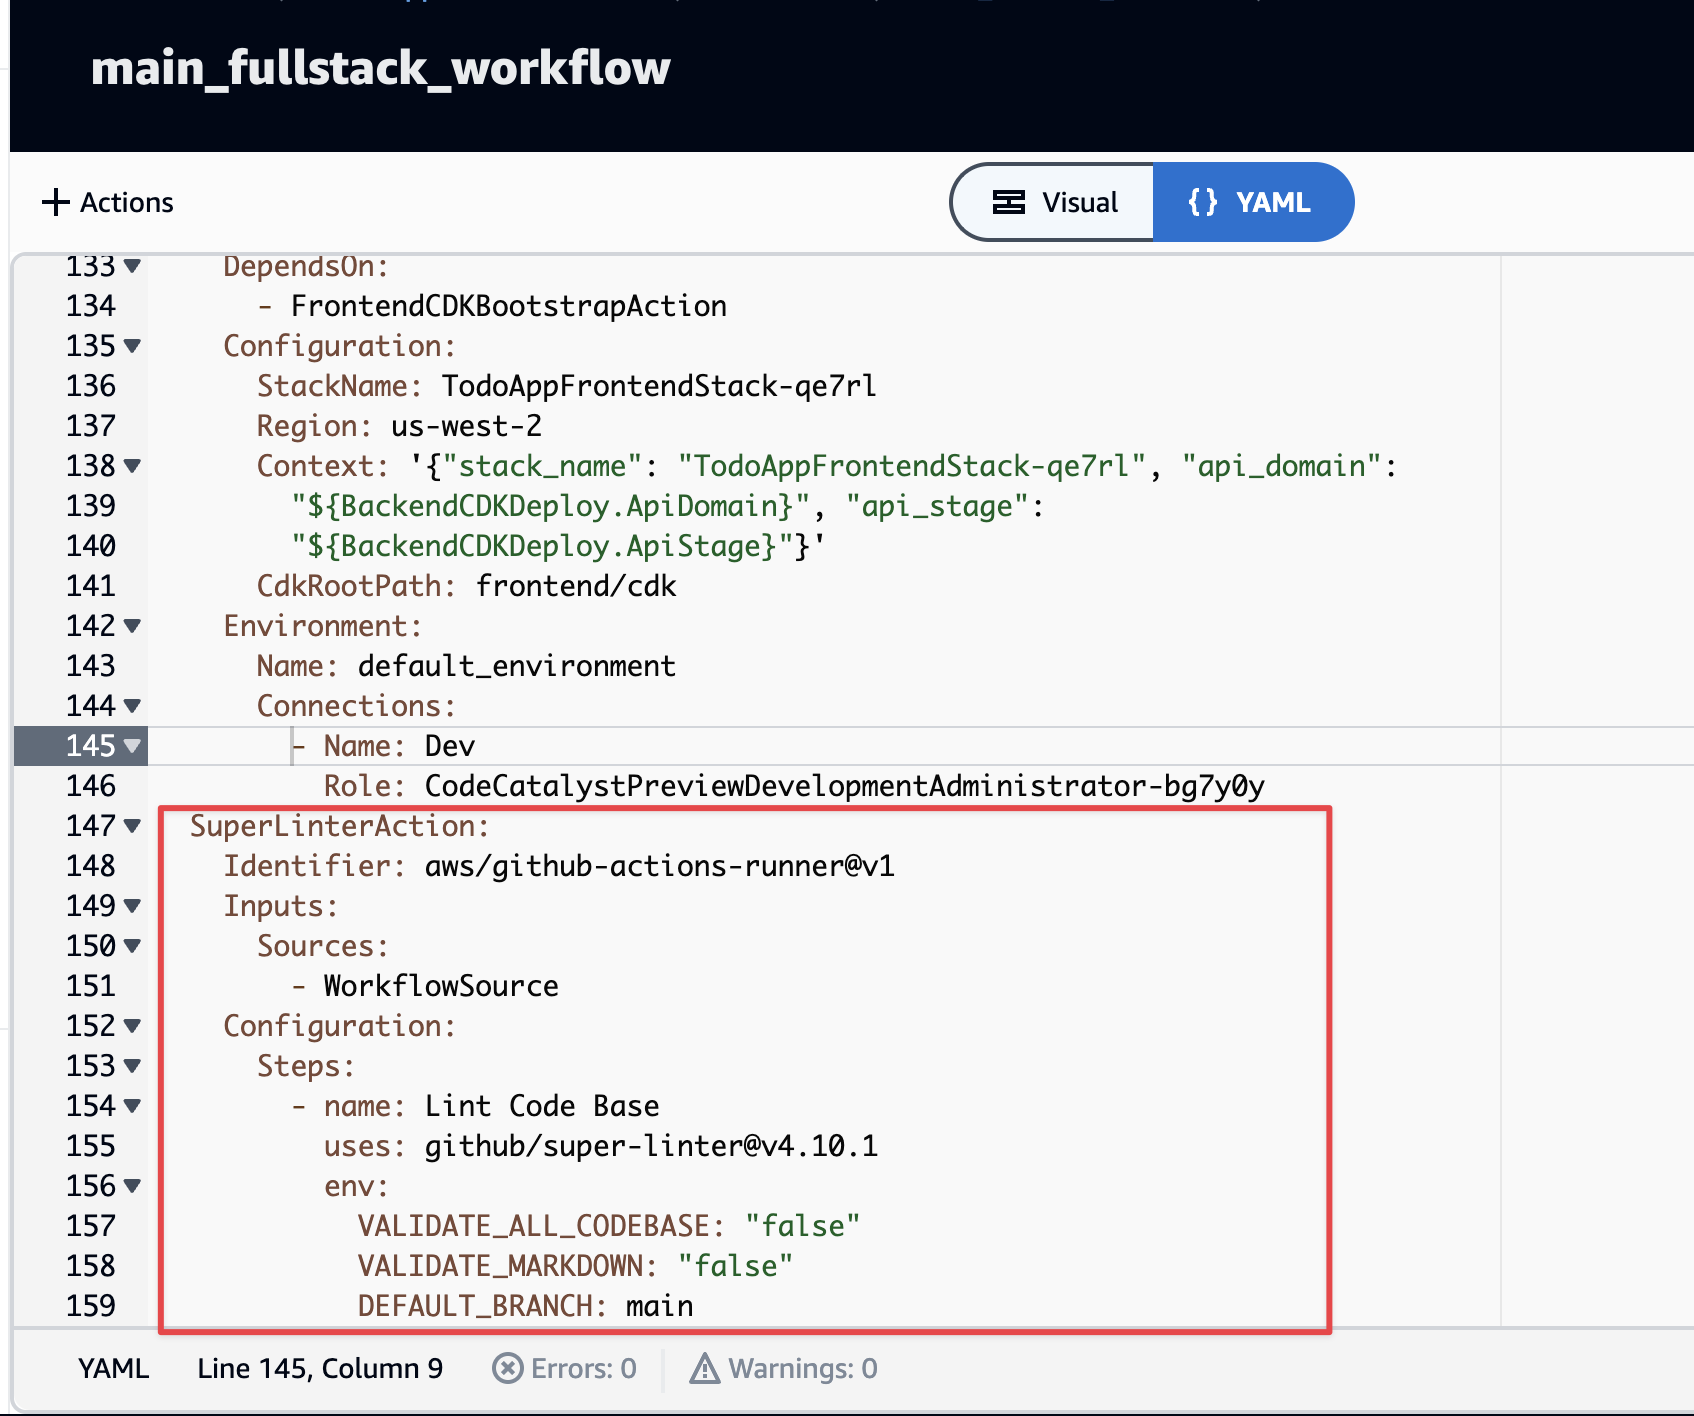 main_fullstack_workflow
+ Actions
Visual
{} YAML
133 DependsOn:
134 - FrontendCDKBootstrapAction
135 Configuration:
136 StackName: TodoAppFrontendStack-qe7rl
137 Region: us-west-2
138 Context: '{"stack_name": "TodoAppFrontendStack-qe7rl", "api_domain":
139 "${BackendCDKDeploy.ApiDomain}", "api_stage":
140 "${BackendCDKDeploy.ApiStage}"}'
141 CdkRootPath: frontend/cdk
142 Environment:
143 Name: default_environment
144 Connections:
145 - Name: Dev
146 Role: CodeCatalystPreviewDevelopmentAdministrator-bg7y0y
147 SuperLinterAction:
148 Identifier: aws/github-actions-runner@v1
149 Inputs:
150 Sources:
151 - WorkflowSource
152 Configuration:
153 Steps:
154 - name: Lint Code Base
155 uses: github/super-linter@v4.10.1
156 env:
157 VALIDATE_ALL_CODEBASE: "false"
158 VALIDATE_MARKDOWN: "false"
159 DEFAULT_BRANCH: main
YAML Line 145, Column 9 Errors: 0 Warnings: 0